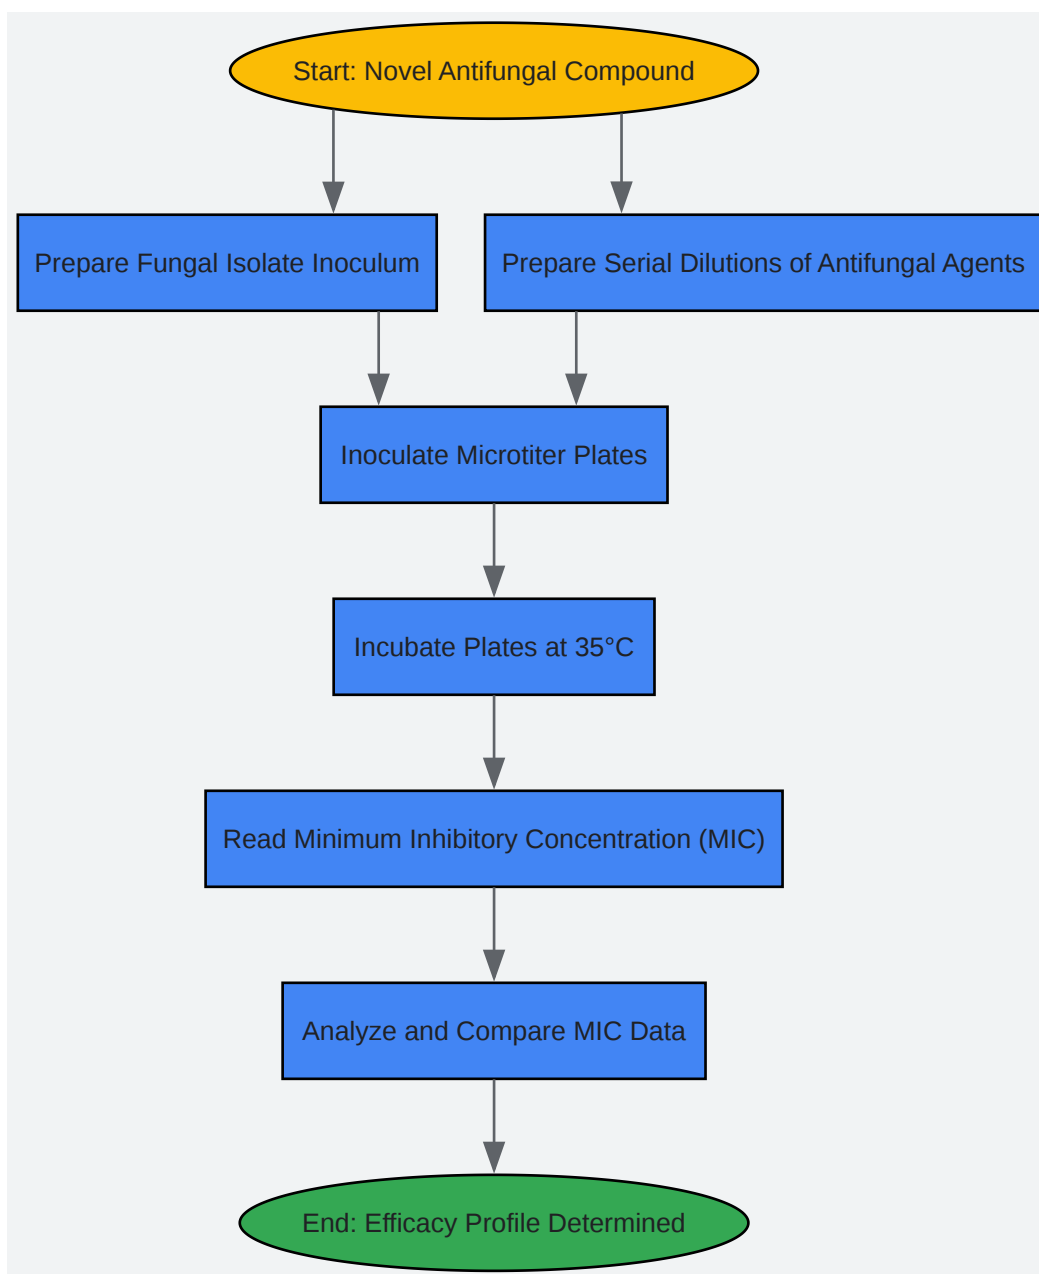 Start: Novel Antifungal Compound
Prepare Fungal Isolate Inoculum
Prepare Serial Dilutions of Antifungal Agents
Inoculate Microtiter Plates
Incubate Plates at 35°C
Read Minimum Inhibitory Concentration (MIC)
Analyze and Compare MIC Data
End: Efficacy Profile Determined